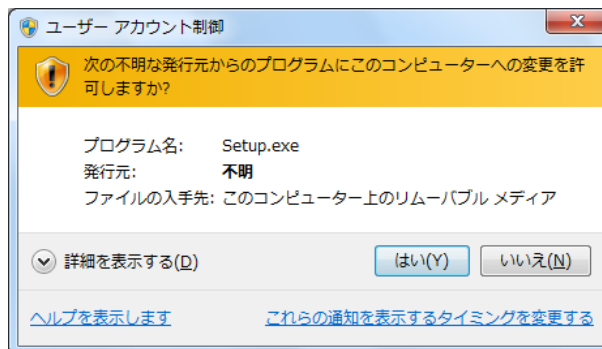 ユーザー アカウント制御
次の不明な発行元からのプログラムにこのコンピューターへの変更を許
可しますか?
プログラム名: Setup.exe
発行元: 不明
ファイルの入手先: このコンピューター上のリムーバブル メディア
詳細を表示する(D) はい(Y) いいえ(N)
ヘルプを表示します これらの通知を表示するタイミングを変更する